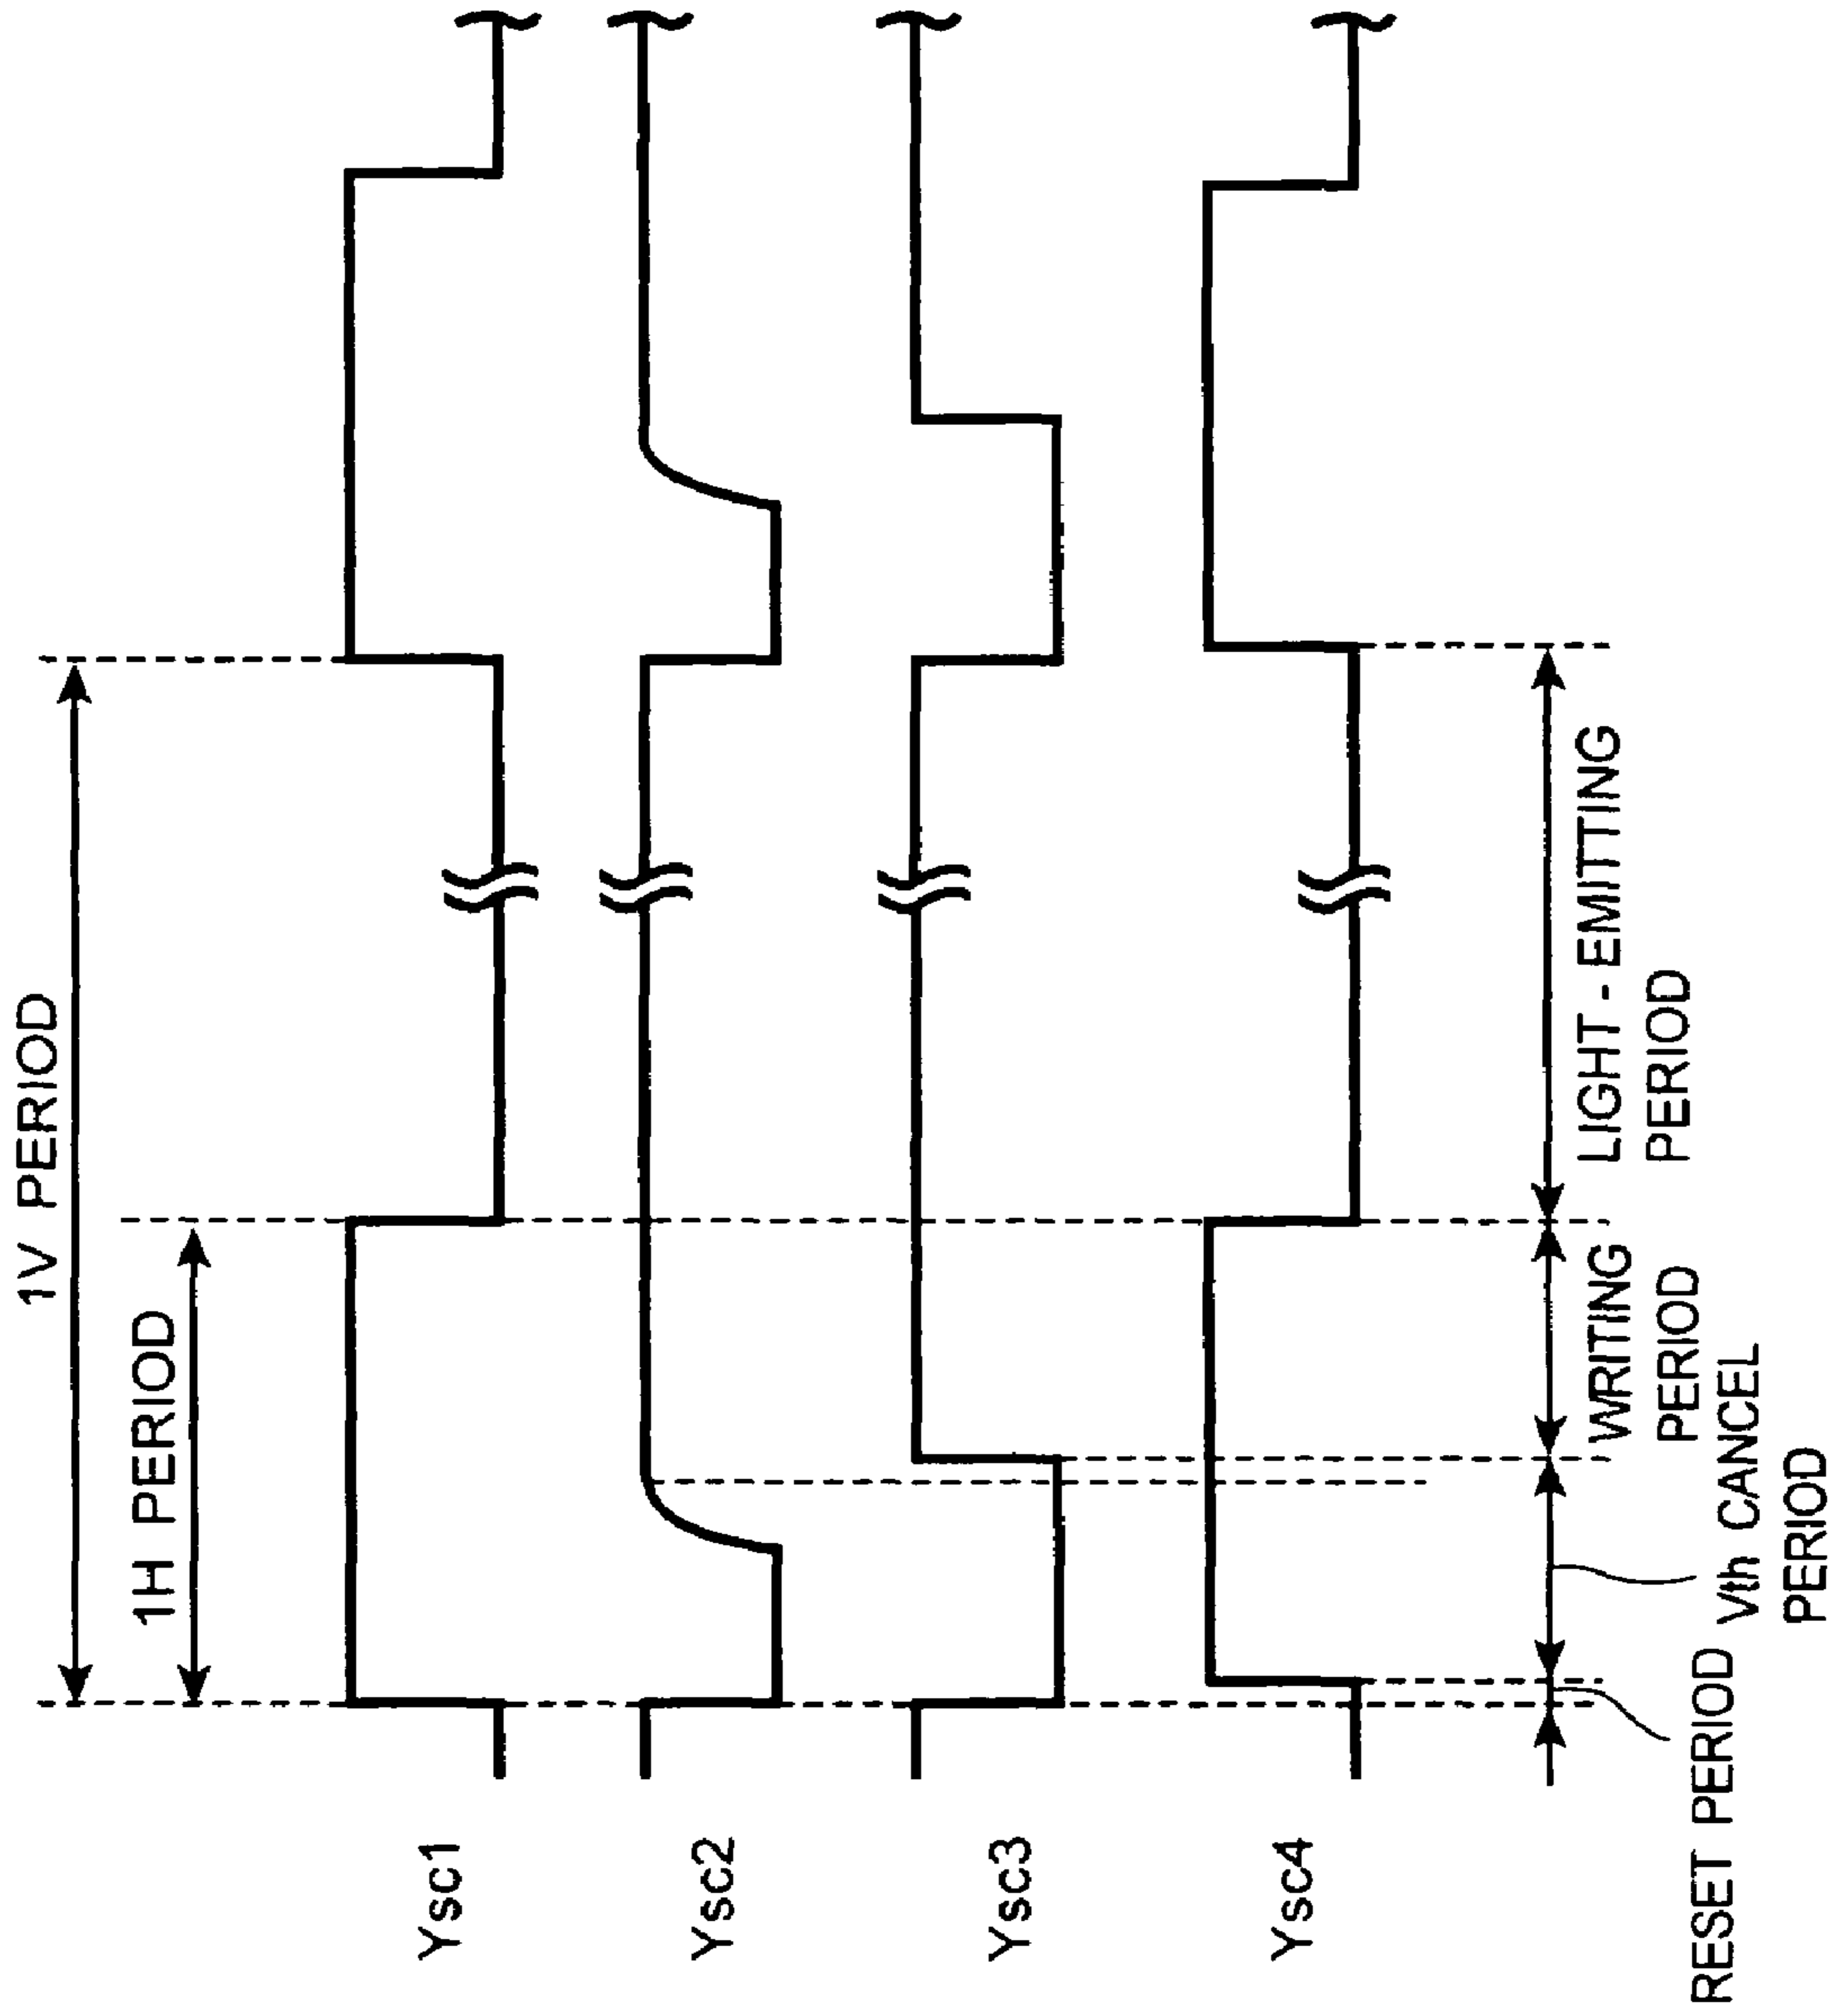 1V PERIOD
1H PERIOD
Ysc1
Ysc2
Ysc3
Ysc4
RESET PERIOD
Vth CANCEL
PERIOD
WRITING
PERIOD
LIGHT - EMITTING
PERIOD